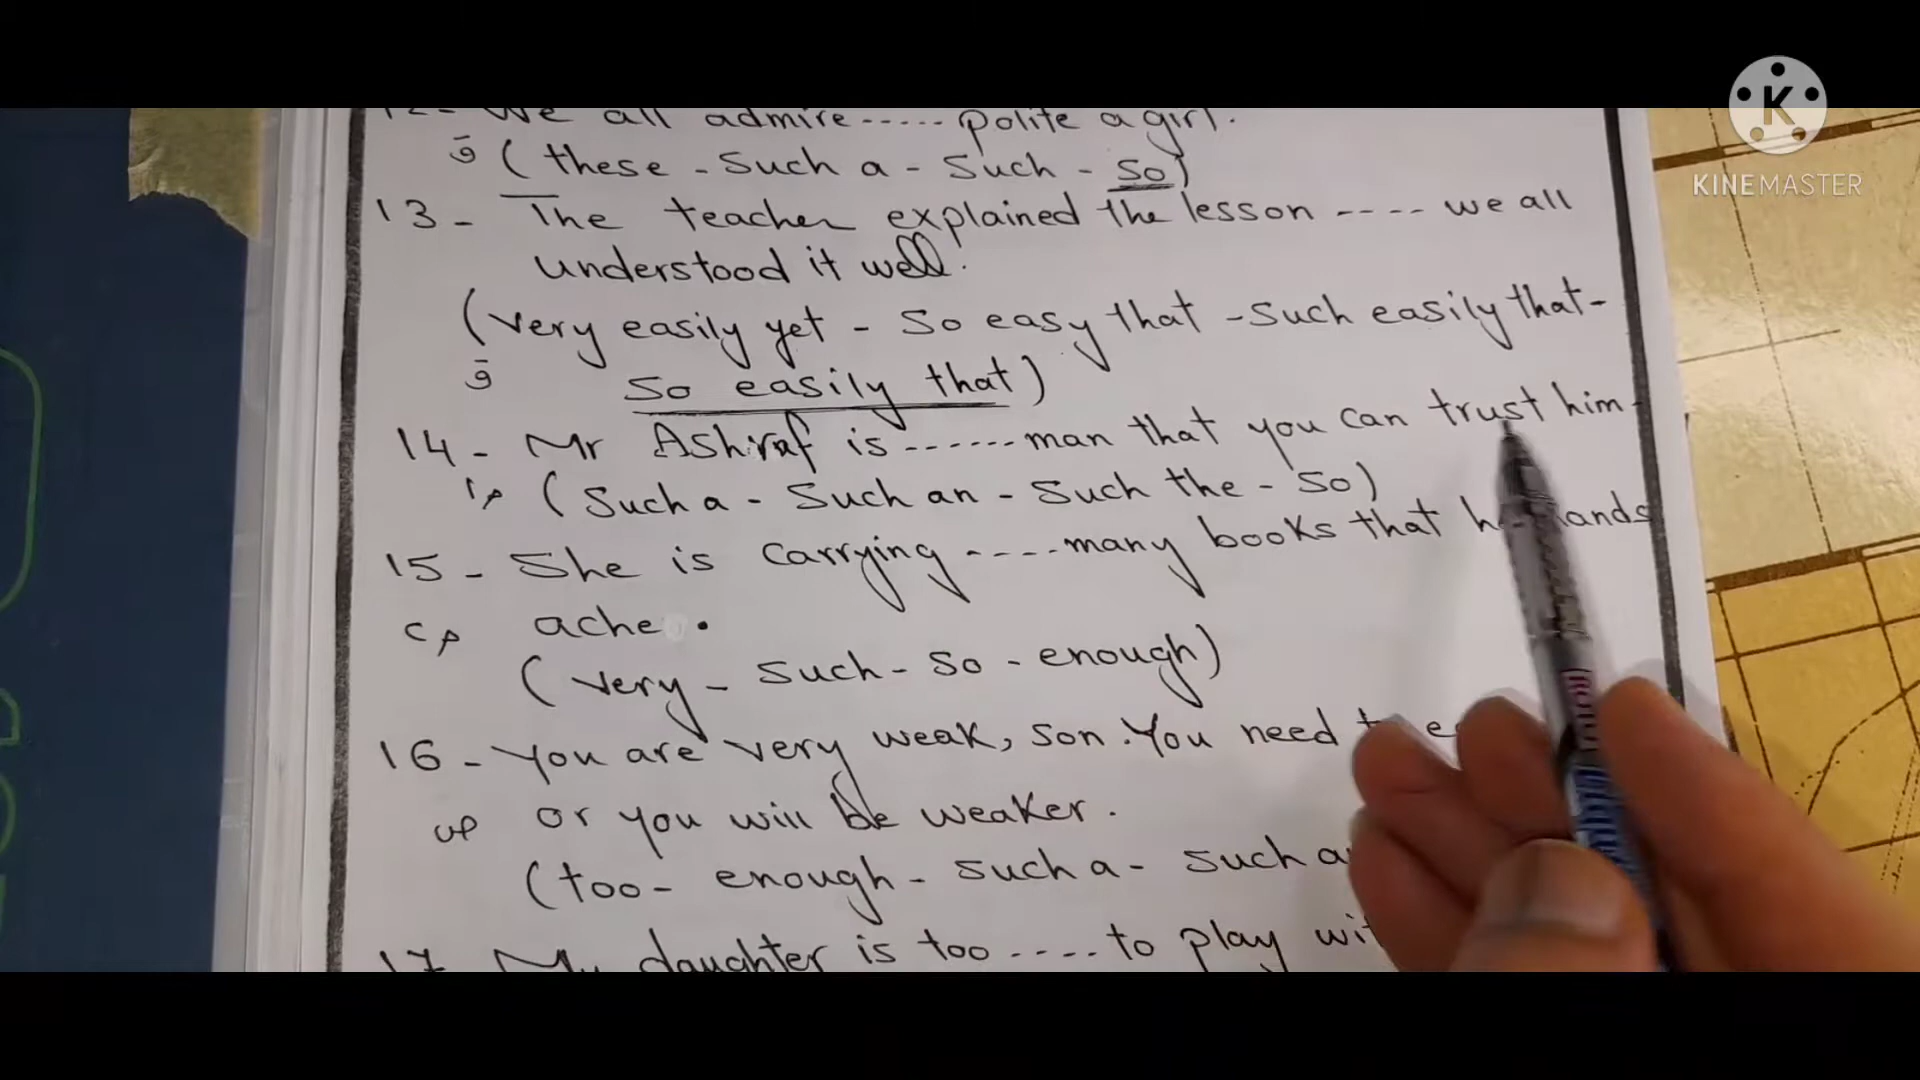 12- We all admire ..... polite a girl.
(these - Such a - Such - so)
13 - The teacher explained the lesson ---- we all
understood it well.
(very easily yet - So easy that - Such easily that -
So easily that)
14 - Mr Ashraf is ------ man that you can trust him-
(Such a - Such an - Such the - So)
15 - She is carrying ---- many books that hands
ache.
(very - such - so - enough)
16 - You are very weak, son. You need
or you will be weaker.
(too - enough - such a - such
17 - My daughter is too ---- to play
KINEMASTER